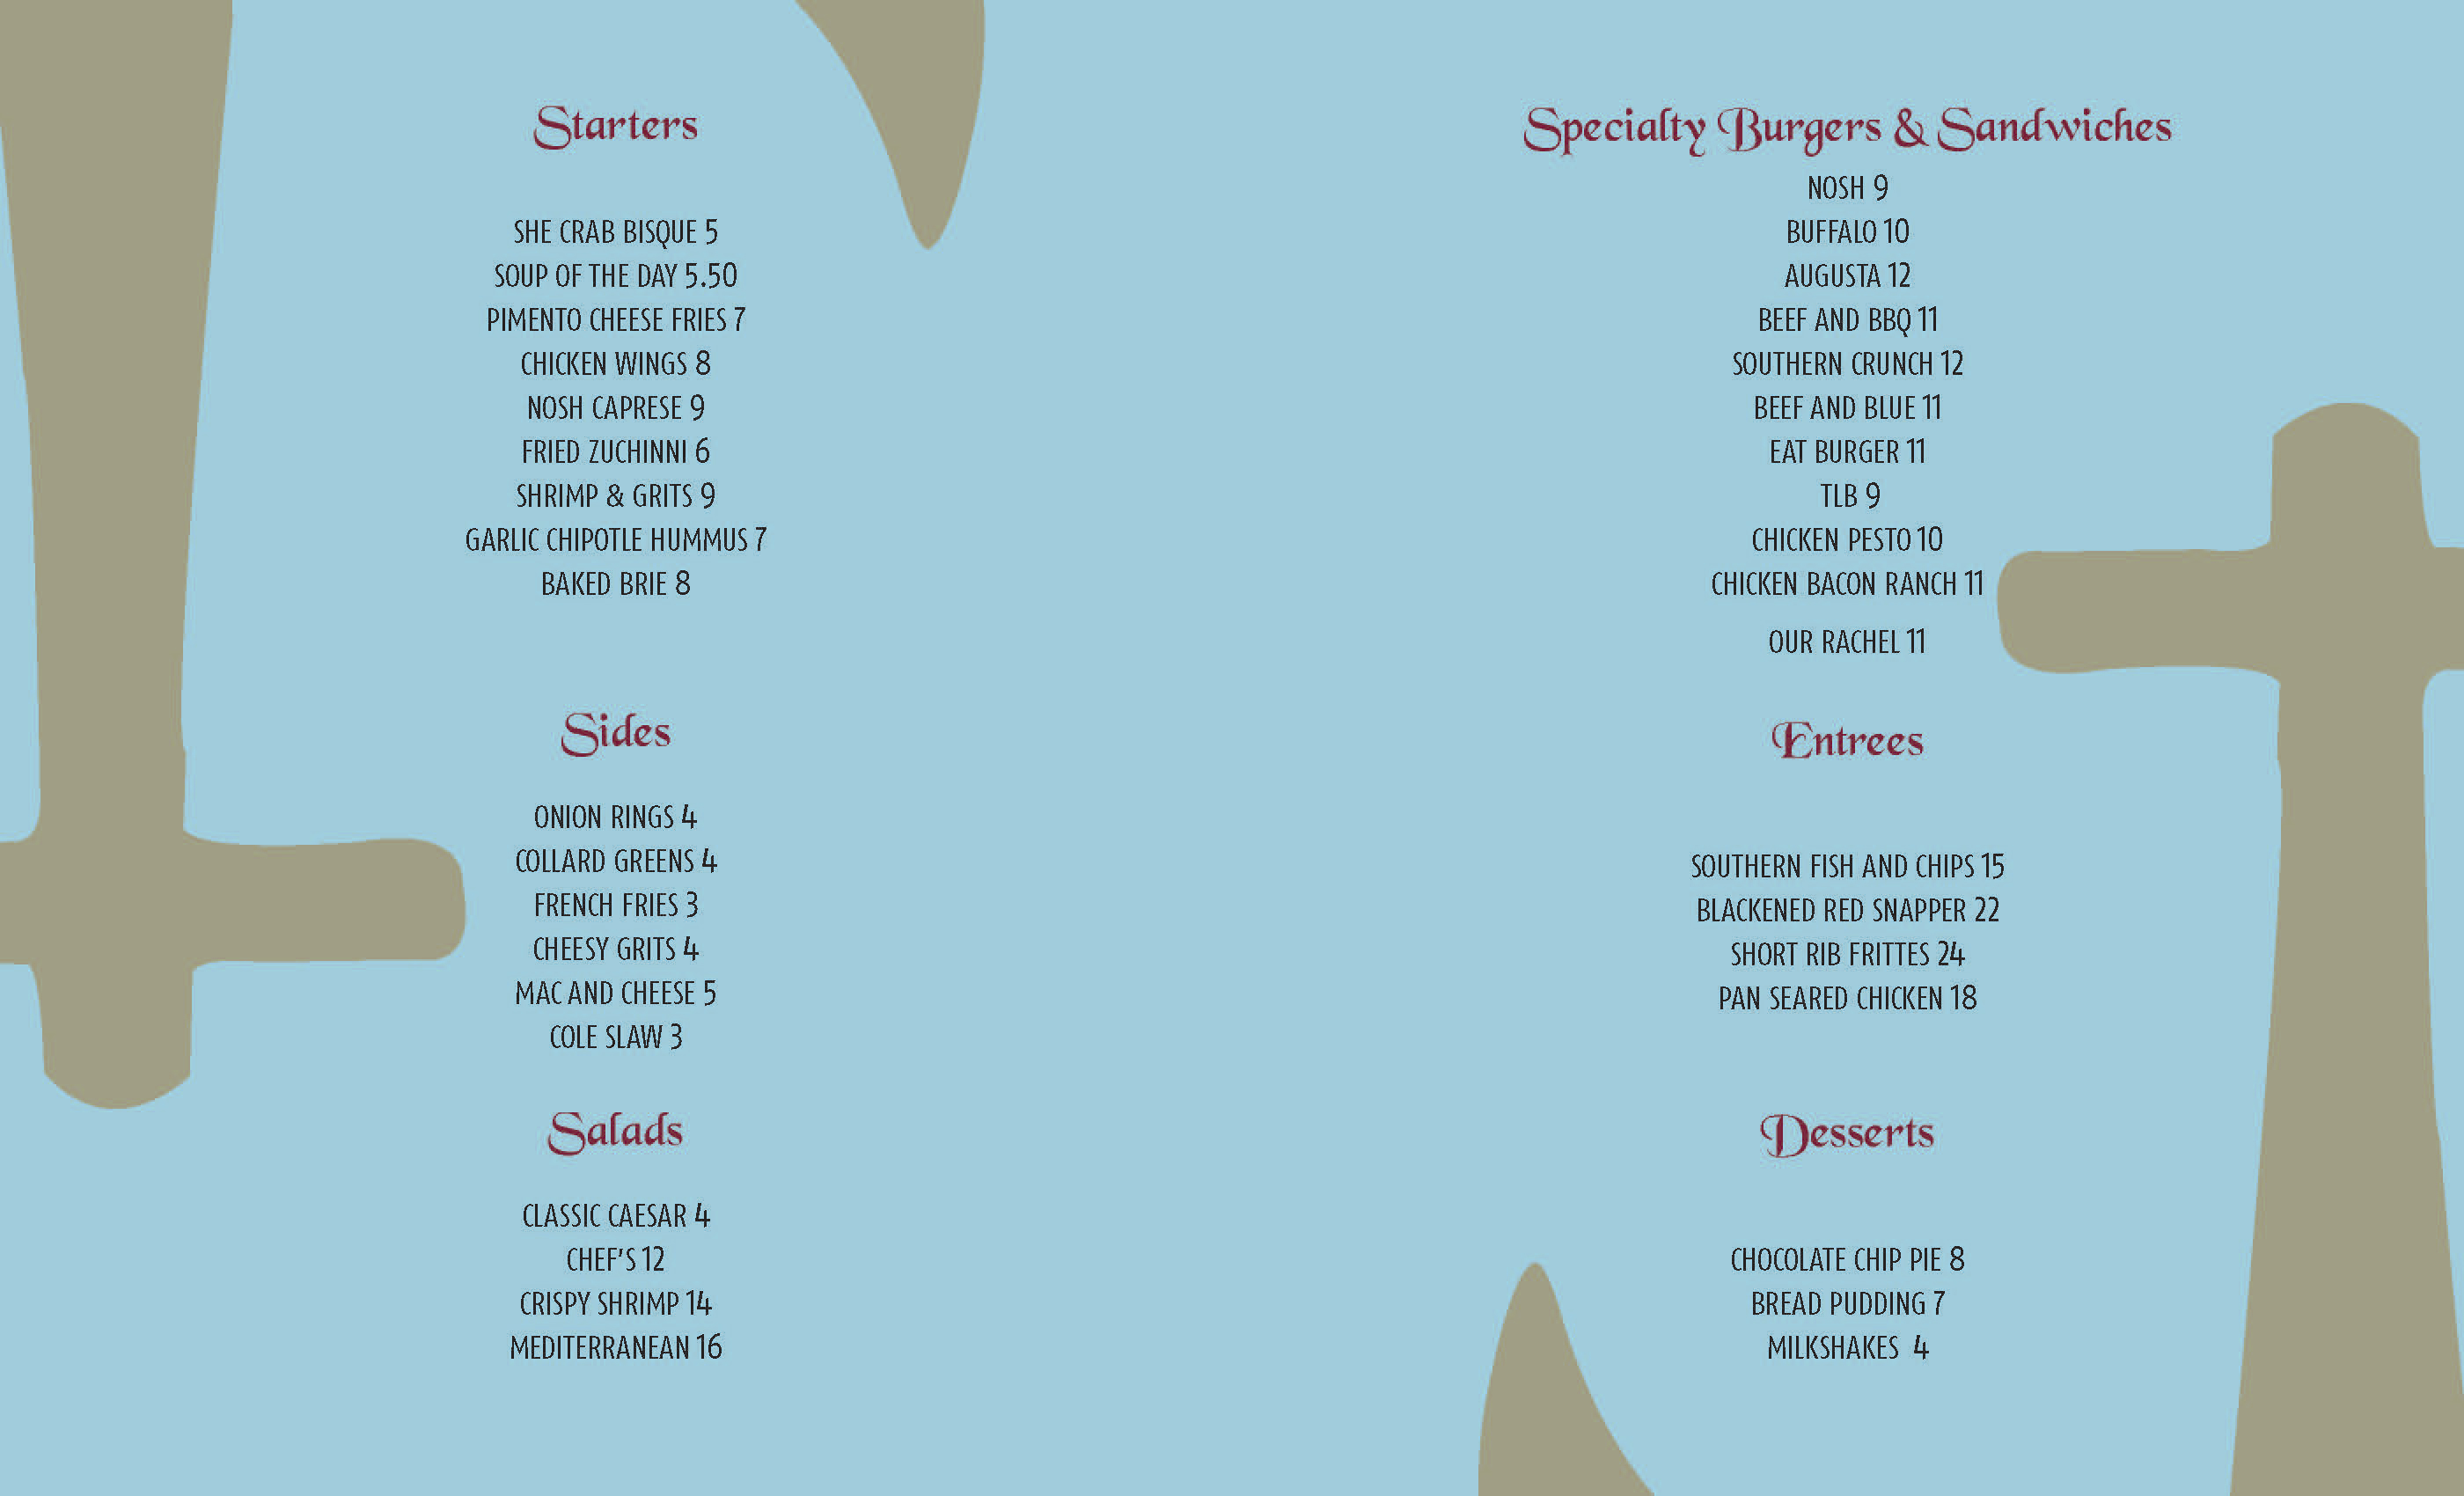 Starters
SHE CRAB BISQUE 5
SOUP OF THE DAY 5.50
PIMENTO CHEESE FRIES 7
CHICKEN WINGS 8
NOSH CAPRESE 9
FRIED ZUCHINNI 6
SHRIMP & GRITS 9
GARLIC CHIPOTLE HUMMUS 7
BAKED BRIE 8
Sides
ONION RINGS 4
COLLARD GREENS 4
FRENCH FRIES 3
CHEESY GRITS 4
MAC AND CHEESE 5
COLE SLAW 3
Salads
CLASSIC CAESAR 4
CHEF'S 12
CRISPY SHRIMP 14
MEDITERRANEAN 16
Specialty Burgers & Sandwiches
NOSH 9
BUFFALO 10
AUGUSTA 12
BEEF AND BBQ 11
SOUTHERN CRUNCH 12
BEEF AND BLUE 11
EAT BURGER 11
TLB 9
CHICKEN PESTO 10
CHICKEN BACON RANCH 11
OUR RACHEL 11
Entrees
SOUTHERN FISH AND CHIPS 15
BLACKENED RED SNAPPER 22
SHORT RIB FRITTES 24
PAN SEARED CHICKEN 18
Desserts
CHOCOLATE CHIP PIE 8
BREAD PUDDING 7
MILKSHAKES 4